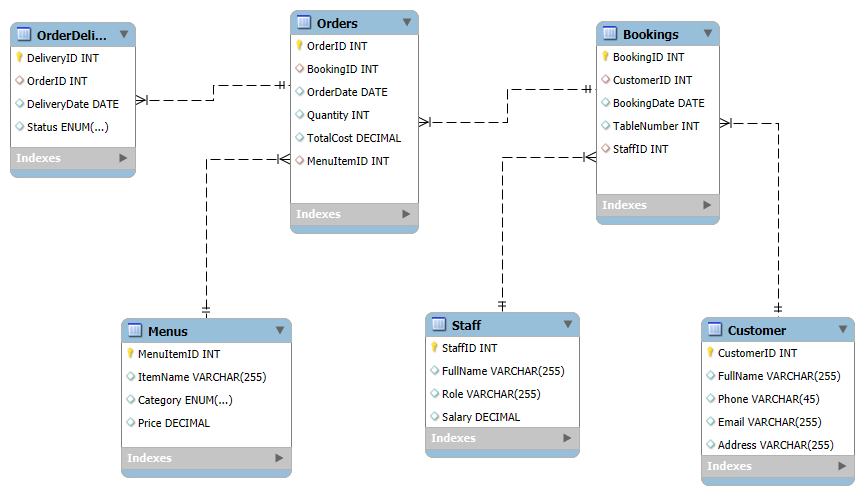 OrderDeli...
DeliveryID INT
OrderID INT
DeliveryDate DATE
Status ENUM(...)
Indexes
Orders
OrderID INT
BookingID INT
OrderDate DATE
Quantity INT
TotalCost DECIMAL
MenuItemID INT
Indexes
Bookings
BookingID INT
CustomerID INT
BookingDate DATE
TableNumber INT
StaffID INT
Indexes
Menus
MenuItemID INT
ItemName VARCHAR(255)
Category ENUM(...)
Price DECIMAL
Indexes
Staff
StaffID INT
FullName VARCHAR(255)
Role VARCHAR(255)
Salary DECIMAL
Indexes
Customer
CustomerID INT
FullName VARCHAR(255)
Phone VARCHAR(45)
Email VARCHAR(255)
Address VARCHAR(255)
Indexes